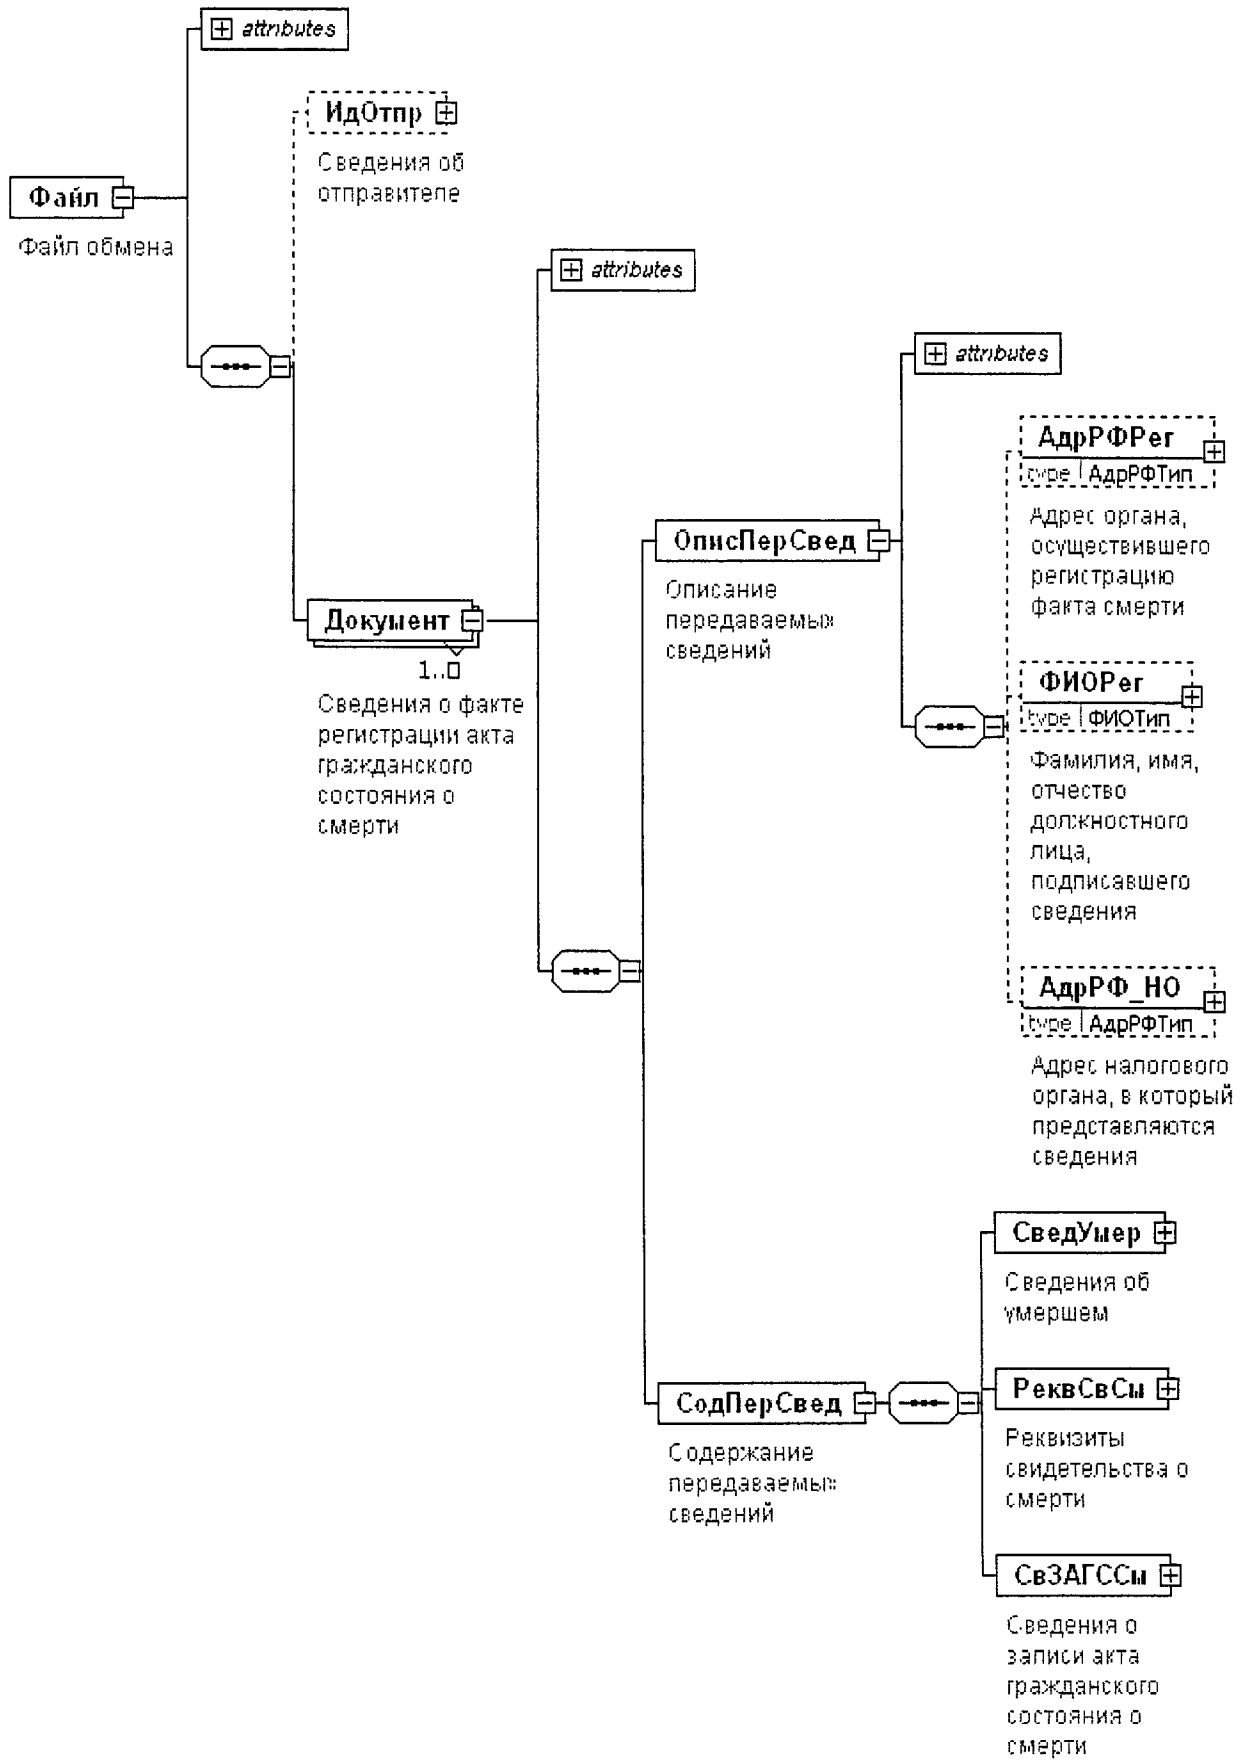 attributes
ИдОтпр
Сведения об
отправителе
Файл
Файл обмена
attributes
attributes
АдрРФРег
type АдрРФТип
Адрес органа,
осуществившего
регистрацию
факта смерти
ОписПерСвед
Описание
передаваемых
сведений
Документ
1..□
Сведения о факте
регистрации акта
гражданского
состояния о
смерти
ФИОРег
type ФИОТип
Фамилия, имя,
отчество
должностного
лица,
подписавшего
сведения
АдрРФ_НО
type АдрРФТип
Адрес налогового
органа, в который
представляются
сведения
СведУмер
Сведения об
умершем
СодПерСвед
Содержание
передаваемых
сведений
РеквСвСм
Реквизиты
свидетельства о
смерти
СвЗАГССм
Сведения о
записи акта
гражданского
состояния о
смерти